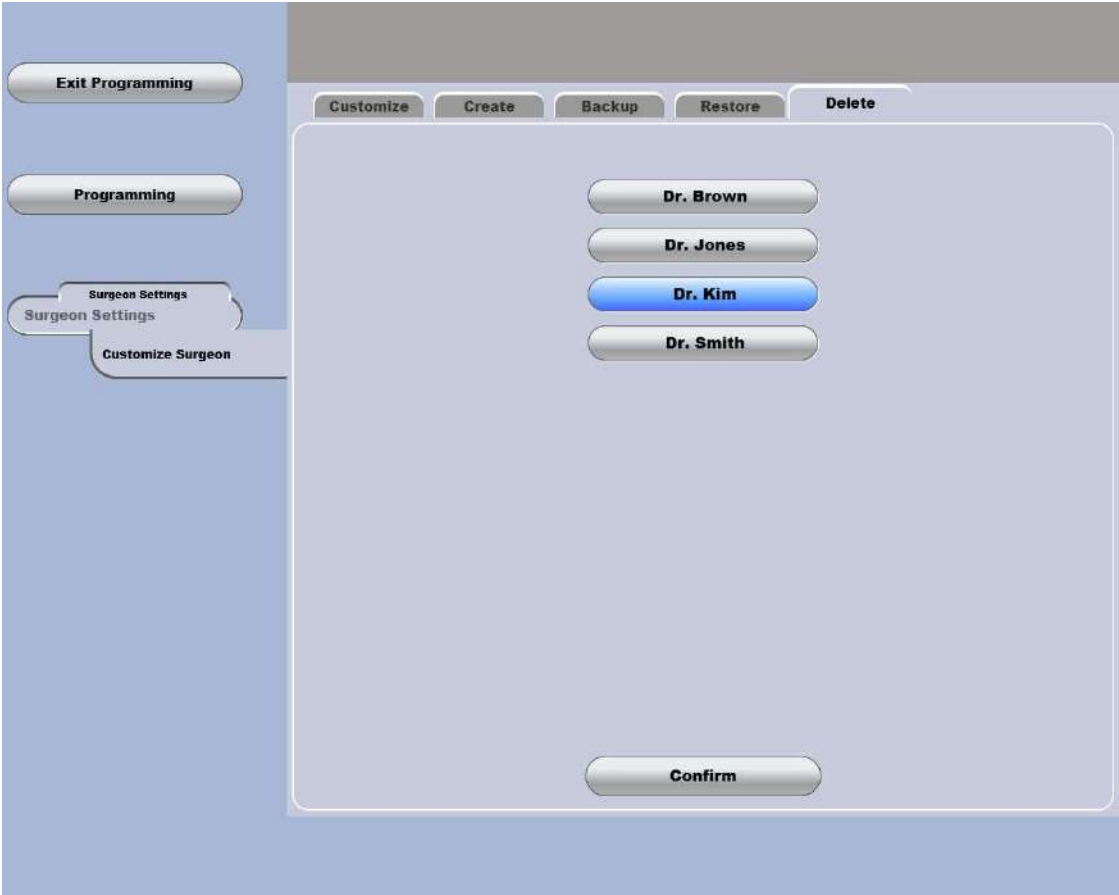 Exit Programming
Customize
Create
Backup
Restore
Delete
Programming
Dr. Brown
Dr. Jones
Surgeon Settings
Surgeon Settings
Customize Surgeon
Dr. Kim
Dr. Smith
Confirm